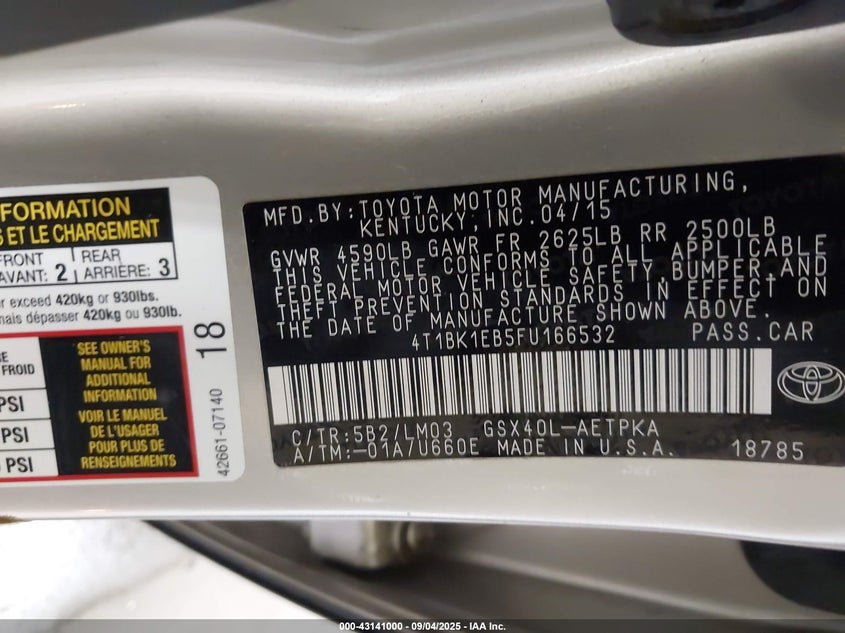 FORMATION
S ET LE CHARGEMENT
FRONT
AVANT: 2
REAR
ARRIÈRE: 3
r exceed 420kg or 930lbs.
mais dépasser 420kg ou 930lb.
RE
FROID
PSI
PSI
PSI
SEE OWNER'S
MANUAL FOR
ADDITIONAL
INFORMATION
VOIR LE MANUEL
DE L'USAGER
POUR PLUS DE
RENSEIGNEMENTS
18
42661-07140
MFD.BY:TOYOTA MOTOR MANUFACTURING,
KENTUCKY, INC. 04/15
GVWR 4590LB GAWR FR 2625LB RR 2500LB
THIS VEHICLE CONFORMS TO ALL APPLICABLE
FEDERAL MOTOR VEHICLE SAFETY BUMPER AND
THEFT PREVENTION STANDARDS IN EFFECT ON
THE DATE OF MANUFACTURE SHOWN ABOVE.
4T1BK1EB5FU166532 PASS.CAR
C/TR:5B2/LM03 GSX40L-AETPKA
A/TM:-01A/U660E MADE IN U.S.A. 18785
000-43141000 - 09/04/2025 - IAA Inc.